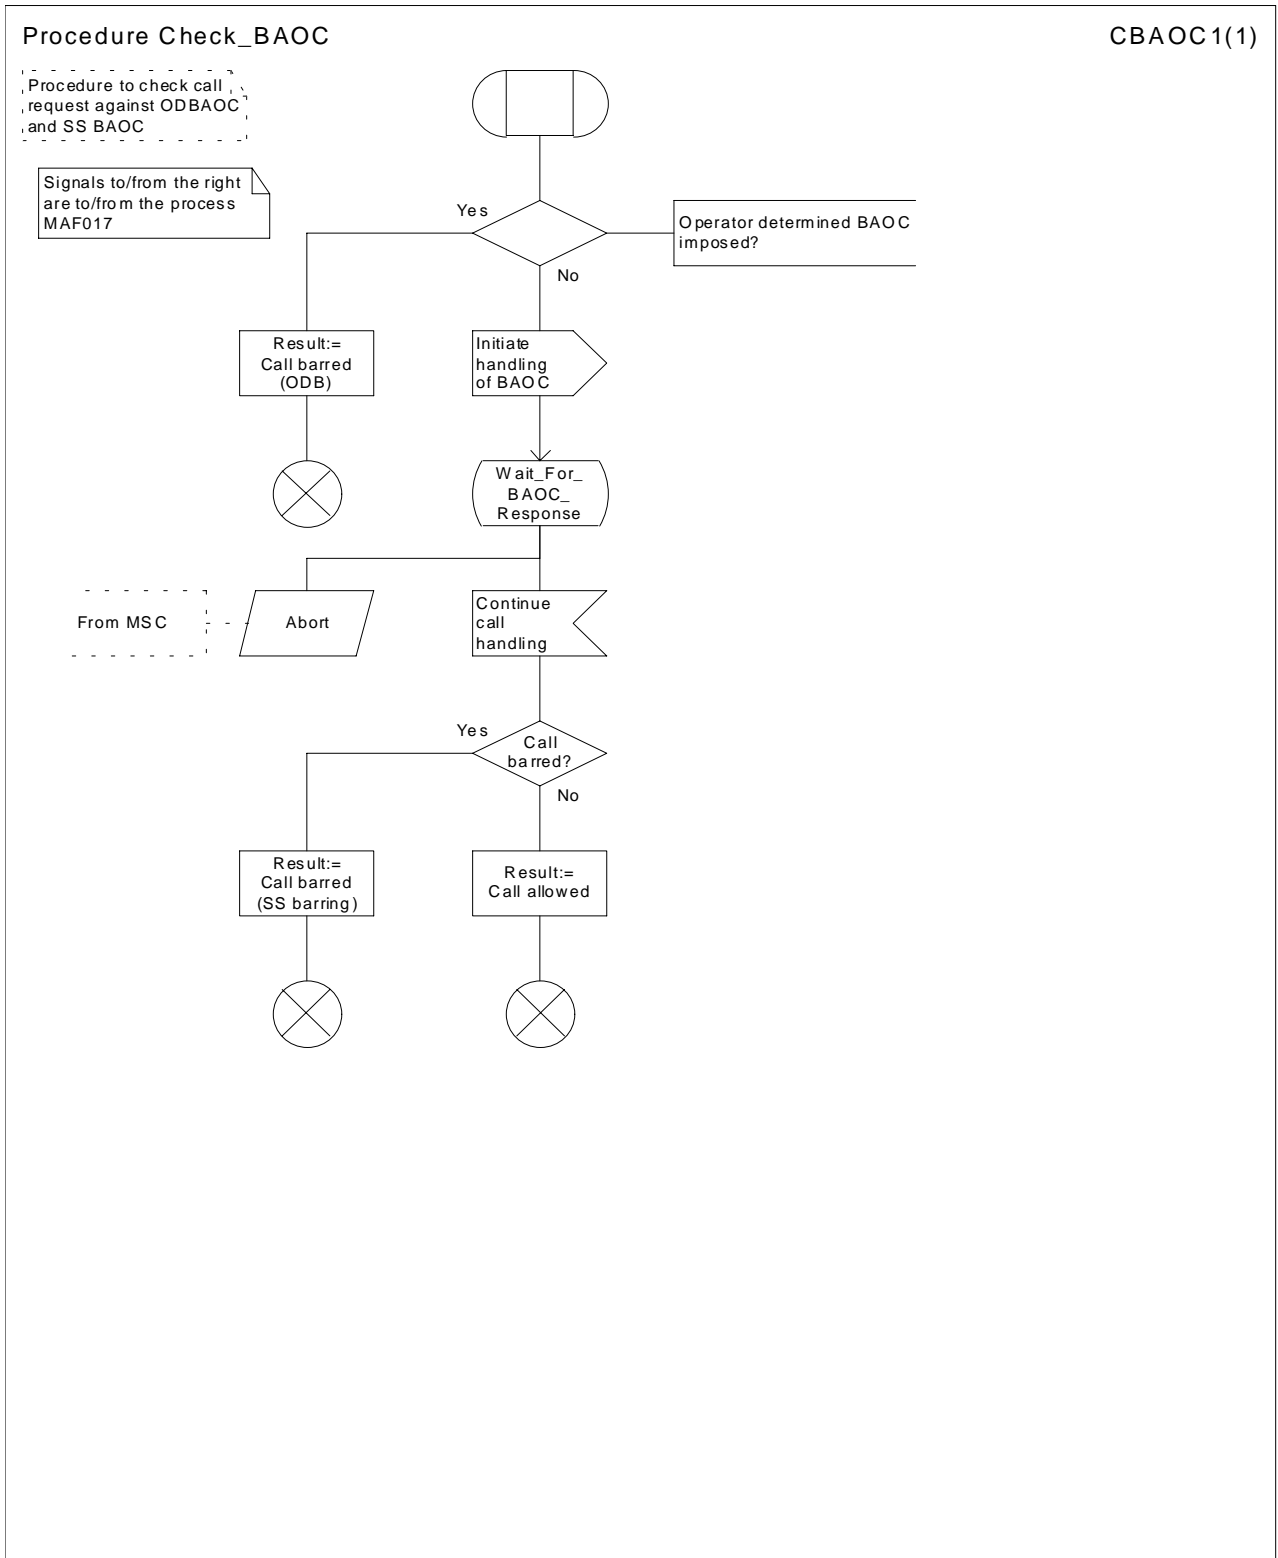 Procedure Check_BAOC
CBAOC1(1)
Procedure to check call
request against ODBAOC
and SS BAOC
Signals to/from the right
are to/from the process
MAF017
Yes
Operator determined BAOC
imposed?
No
Result:=
Call barred
(ODB)
Initiate
handling
of BAOC
Wait_For_
BAOC_
Response
From MSC
Abort
Continue
call
handling
Yes
Call
barred?
No
Result:=
Call barred
(SS barring)
Result:=
Call allowed